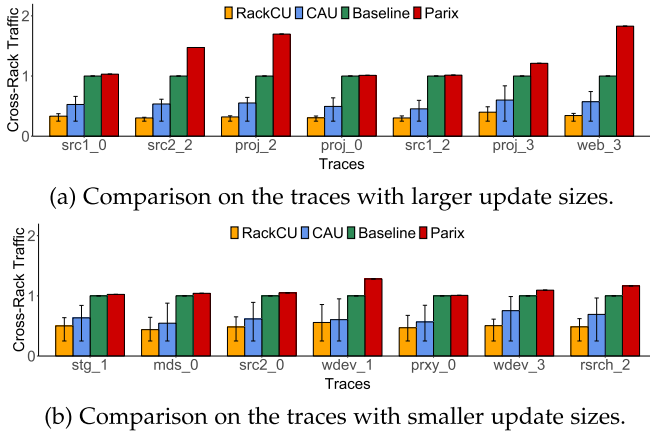 Cross-Rack Traffic
2
1
0
RackCU CAU Baseline Parix
src1_0 src2_2 proj_2 proj_0 src1_2 proj_3 web_3
Traces
(a) Comparison on the traces with larger update sizes.
Cross-Rack Traffic
2
1
0
RackCU CAU Baseline Parix
stg_1 mds_0 src2_0 wdev_1 prxy_0 wdev_3 rsrch_2
Traces
(b) Comparison on the traces with smaller update sizes.